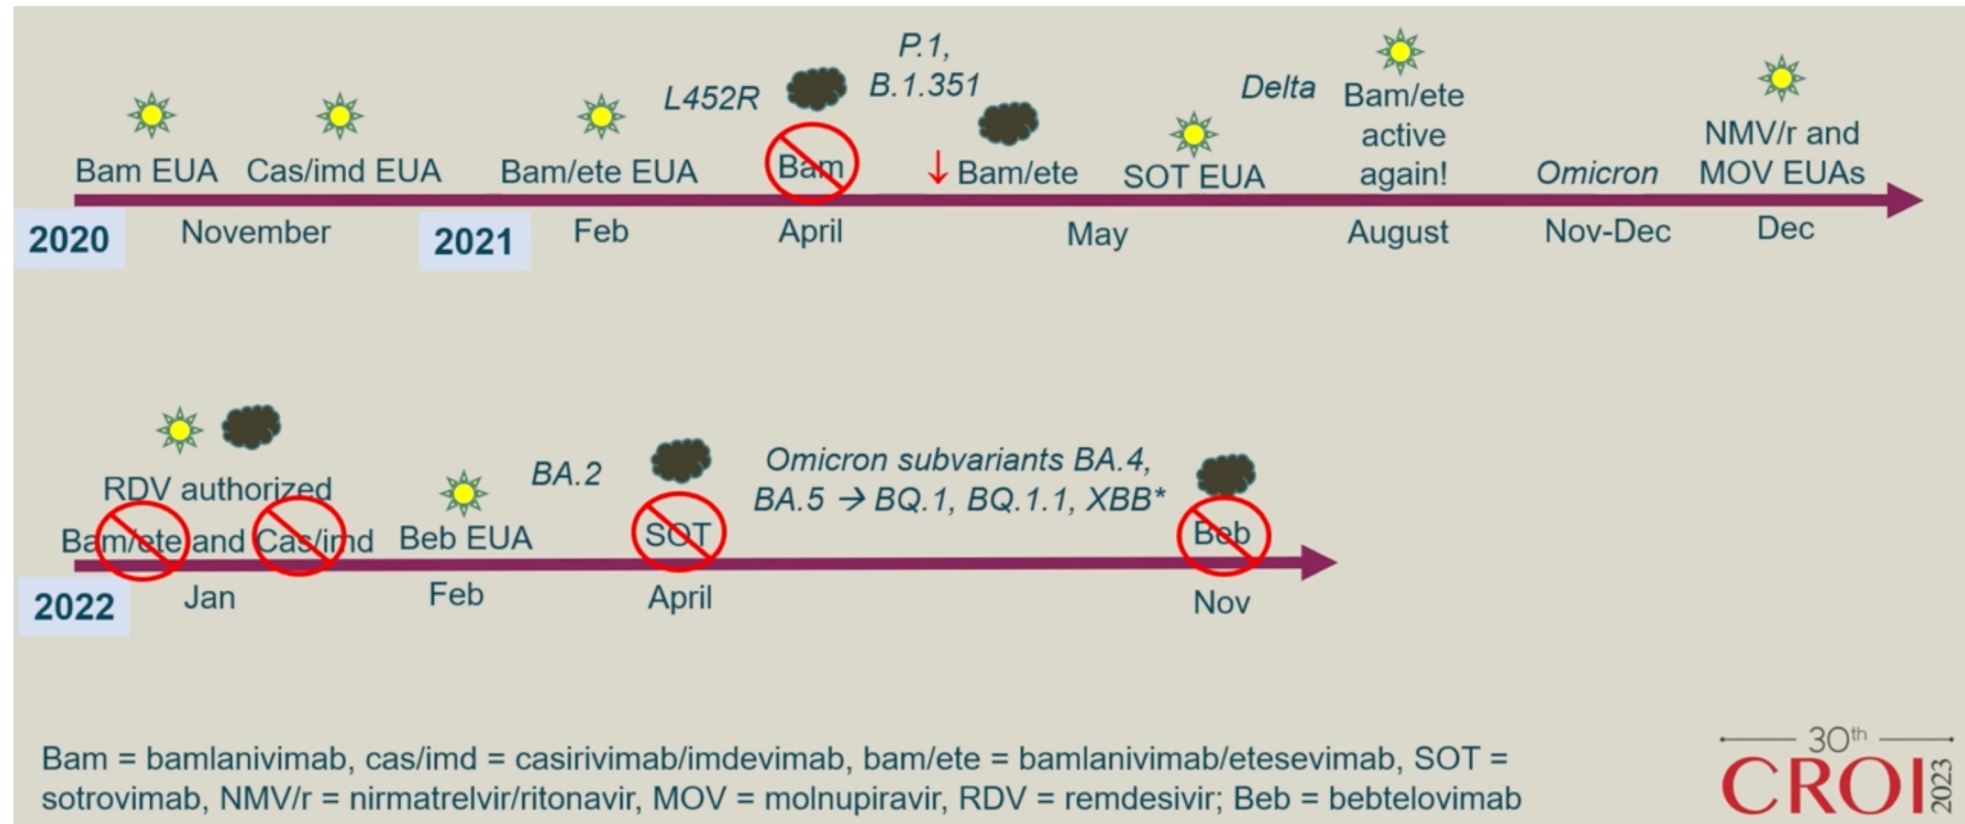 P.1,
L452R B.1.351 Delta Bam/ete
active NMV/r and
Bam EUA Cas/imd EUA Bam/ete EUA Bam ↓ Bam/ete SOT EUA again! Omicron MOV EUAs
2020 November 2021 Feb April May August Nov-Dec Dec
RDV authorized BA.2 Omicron subvariants BA.4,
BA.5 → BQ.1, BQ.1.1, XBB*
Bam/ete and Cas/imd Beb EUA SOT Beb
2022 Jan Feb April Nov
Bam = bamlanivimab, cas/imd = casirivimab/imdevimab, bam/ete = bamlanivimab/etesevimab, SOT =
sotrovimab, NMV/r = nirmatrelvir/ritonavir, MOV = molnupiravir, RDV = remdesivir; Beb = bebtelovimab
30th
CROI 2023